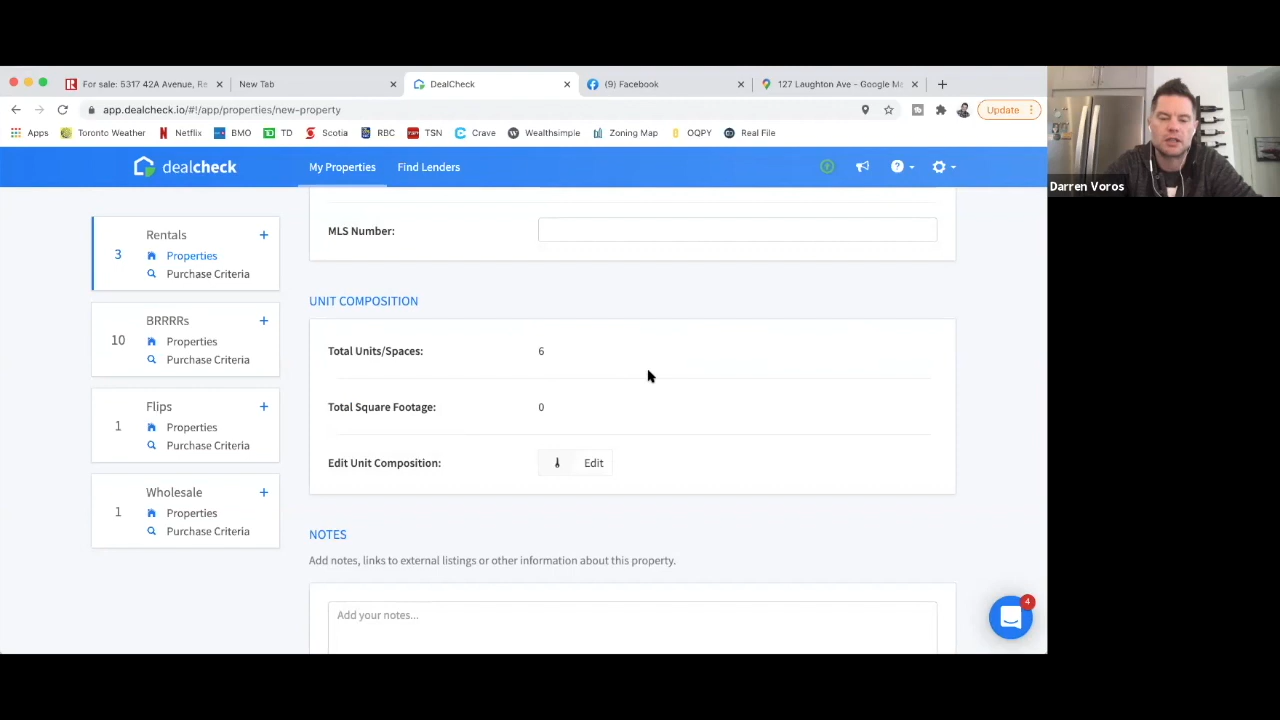 For sale: 5317 42A Avenue, Re
New Tab
DealCheck
(9) Facebook
127 Laughton Ave - Google Mc
app.dealcheck.io/#!/app/properties/new-property
Update
Apps
Toronto Weather
Netflix
BMO
TD
Scotia
RBC
TSN
Crave
Wealthsimple
Zoning Map
OQPY
Real File
dealcheck
My Properties
Find Lenders
Darren Voros
Rentals
3
Properties
Purchase Criteria
BRRRRs
10
Properties
Purchase Criteria
Flips
1
Properties
Purchase Criteria
Wholesale
1
Properties
Purchase Criteria
MLS Number:
UNIT COMPOSITION
Total Units/Spaces: 6
Total Square Footage: 0
Edit Unit Composition: Edit
NOTES
Add notes, links to external listings or other information about this property.
Add your notes...
4